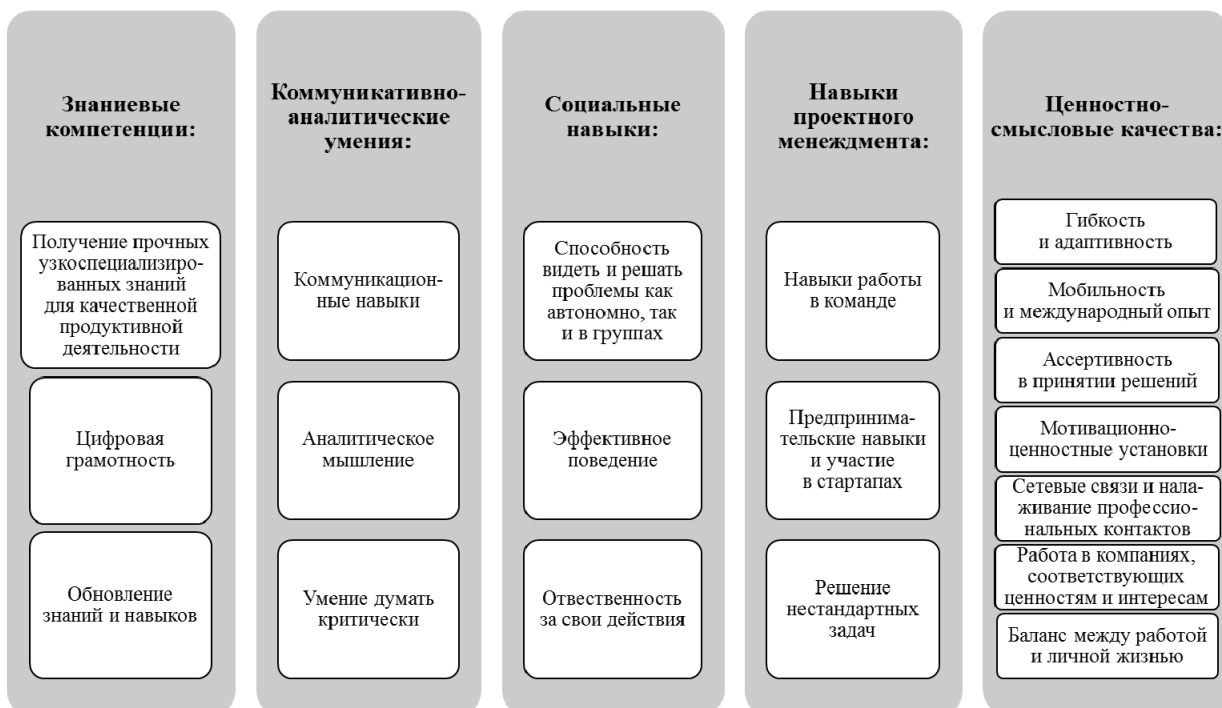 Знаниевые
компетенции:
Получение прочных
узкоспециализиро-
ванных знаний
для качественной
продуктивной
деятельности
Цифровая
грамотность
Обновление
знаний и навыков
Коммуникативно-
аналитические
умения:
Коммуникацион-
ные навыки
Аналитическое
мышление
Умение думать
критически
Социальные
навыки:
Способность
видеть и решать
проблемы как
автономно, так
и в группах
Эффективное
поведение
Отвественность
за свои действия
Навыки
проектного
менеждмента:
Навыки работы
в команде
Предпринима-
тельские навыки
и участие
в стартапах
Решение
нестандартных
задач
Ценностно-
смысловые качества:
Гибкость
и адаптивность
Мобильность
и международный опыт
Ассертивность
в принятии решений
Мотивационно-
ценностные установки
Сетевые связи и нала-
живание профессио-
нальных контактов
Работа в компаниях,
соответствующих
ценностям и интересам
Баланс между работой
и личной жизнью